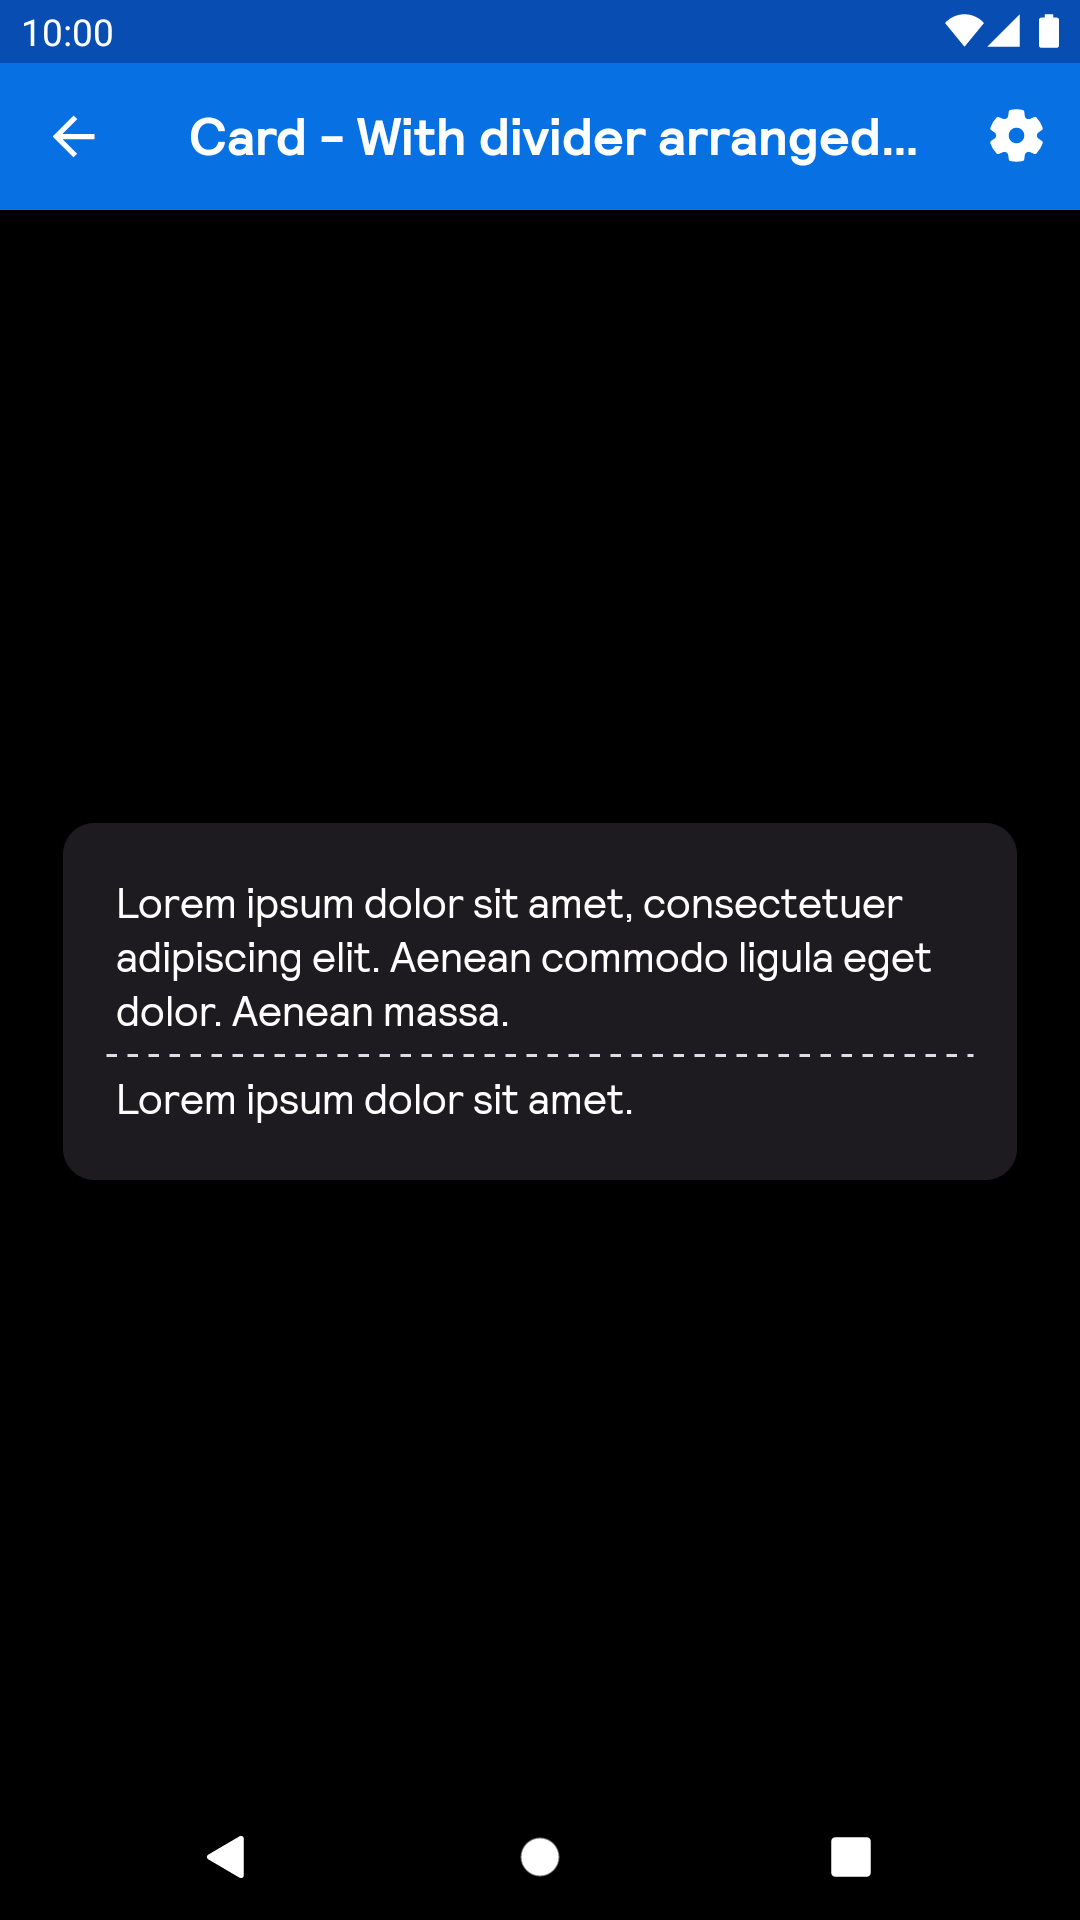 10:00
Card - With divider arranged...
Lorem ipsum dolor sit amet, consectetuer
adipiscing elit. Aenean commodo ligula eget
dolor. Aenean massa.
Lorem ipsum dolor sit amet.